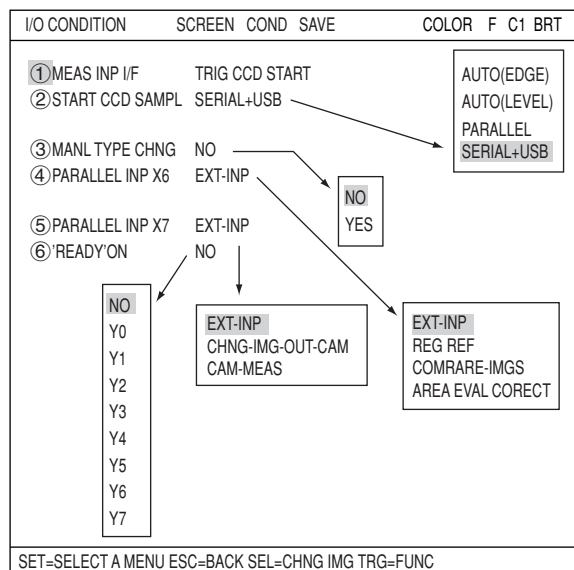 I/O CONDITION SCREEN COND SAVE COLOR F C1 BRT
①MEAS INP I/F TRIG CCD START
②START CCD SAMPL SERIAL+USB
③MANL TYPE CHNG NO
④PARALLEL INP X6 EXT-INP
⑤PARALLEL INP X7 EXT-INP
⑥'READY'ON NO
AUTO(EDGE)
AUTO(LEVEL)
PARALLEL
SERIAL+USB
NO
YES
NO
Y0
Y1
Y2
Y3
Y4
Y5
Y6
Y7
EXT-INP
CHNG-IMG-OUT-CAM
CAM-MEAS
EXT-INP
REG REF
COMRARE-IMGS
AREA EVAL CORECT
SET=SELECT A MENU ESC=BACK SEL=CHNG IMG TRG=FUNC